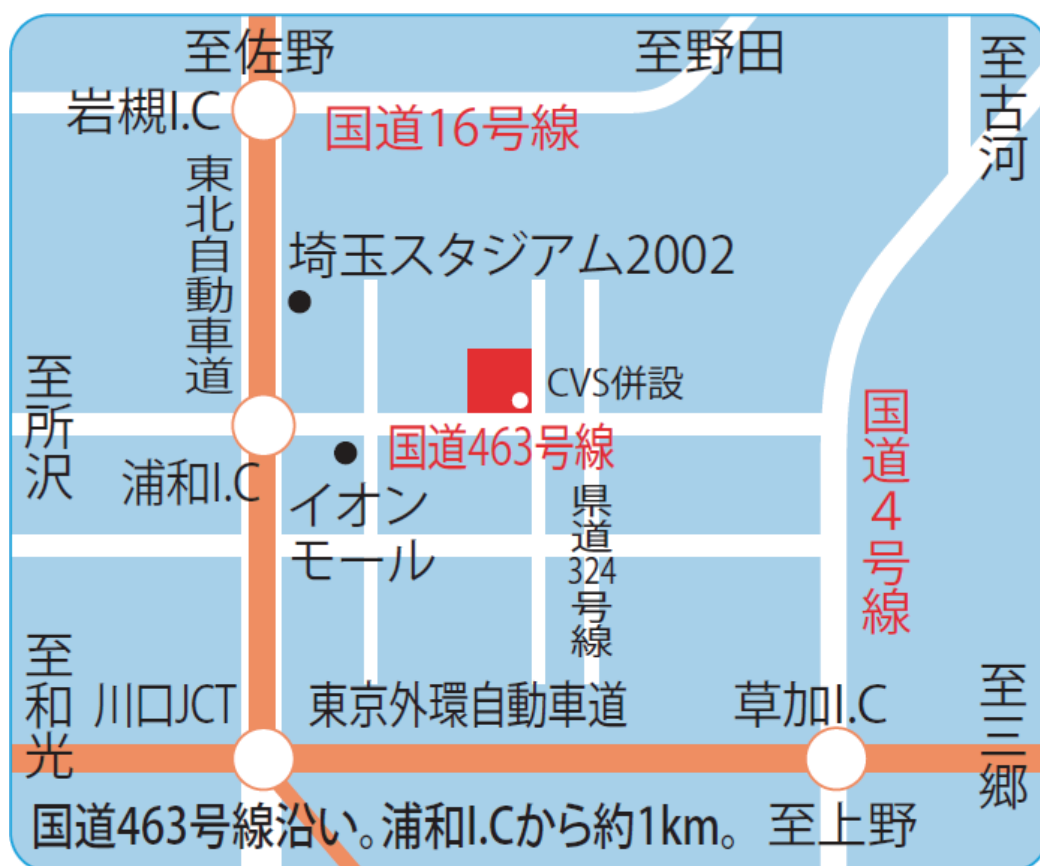 至佐野
至野田
至古河
岩槻I.C
国道16号線
東北自動車道
埼玉スタジアム2002
至所沢
CVS併設
国道463号線
国道4号線
浦和I.C
イオン
モール
県道324号線
至和光
川口JCT
東京外環自動車道
草加I.C
至三郷
国道463号線沿い。浦和I.Cから約1km。
至上野